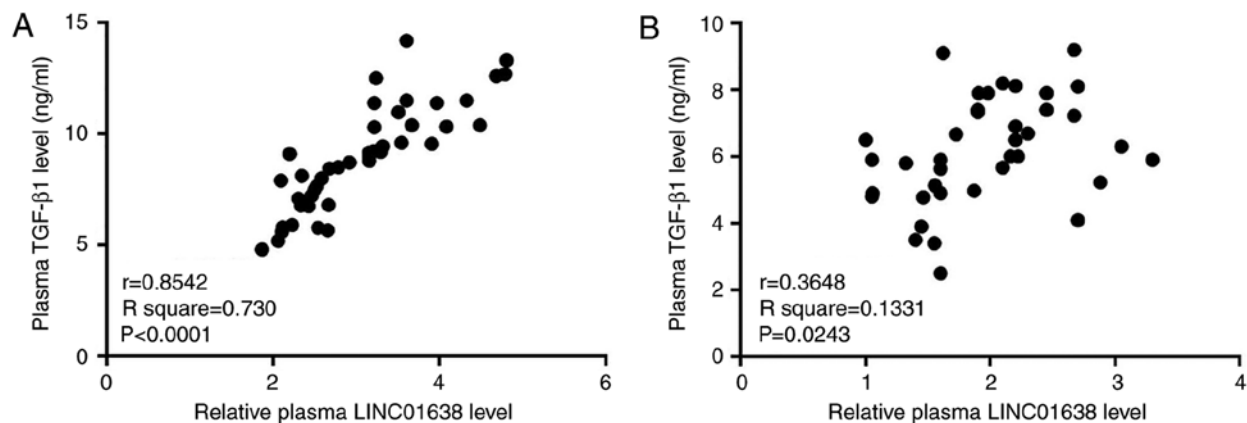 A
Plasma TGF-β1 level (ng/ml)
15
10
5
0
r=0.8542
R square=0.730
P<0.0001
0 2 4 6
Relative plasma LINC01638 level
B
Plasma TGF-β1 level (ng/ml)
10
8
6
4
2
0
r=0.3648
R square=0.1331
P=0.0243
0 1 2 3 4
Relative plasma LINC01638 level